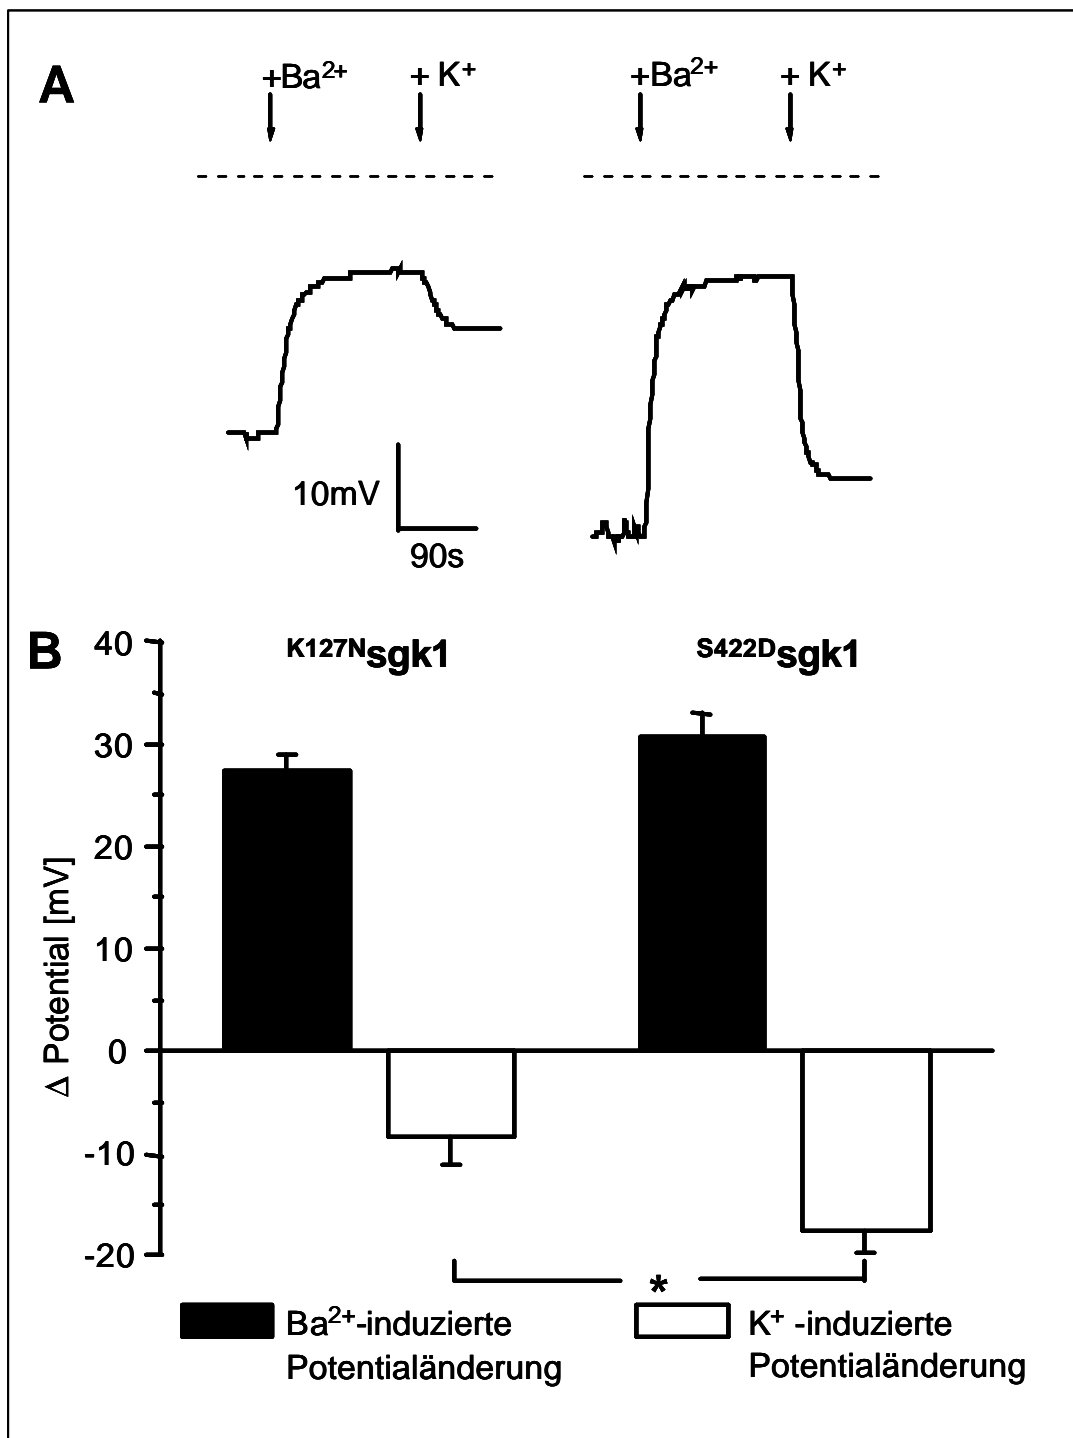 A
+Ba²⁺ + K⁺ +Ba²⁺ + K⁺
10mV
90s
B
K127Nsgk1 S422Dsgk1
40
30
20
10
0
-10
-20
Δ Potential [mV]
*
Ba²⁺-induzierte
Potentialänderung
K⁺ -induzierte
Potentialänderung